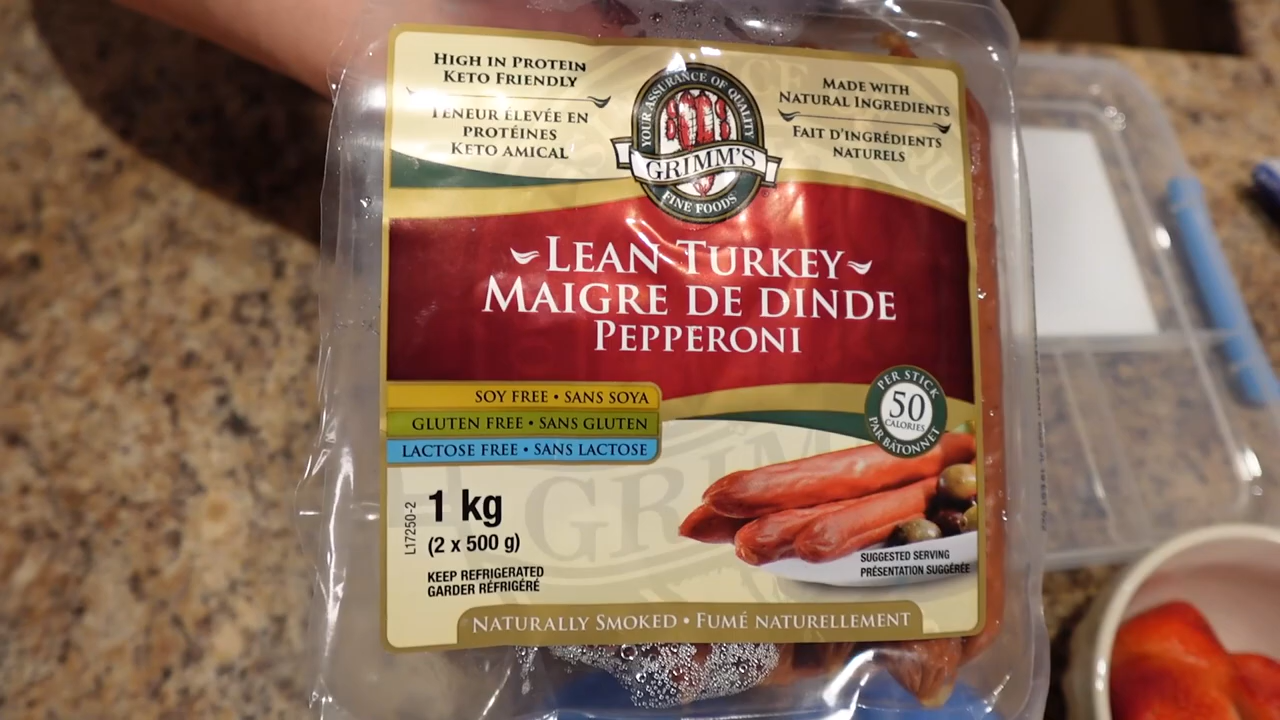 HIGH IN PROTEIN
KETO FRIENDLY
TENEUR ÉLEVÉE EN
PROTÉINES
KETO AMICAL
YOUR ASSURANCE OF QUALITY
GRIMM'S
FINE FOODS
MADE WITH
NATURAL INGREDIENTS
FAIT D'INGRÉDIENTS
NATURELS
LEAN TURKEY
MAIGRE DE DINDE
PEPPERONI
SOY FREE • SANS SOYA
GLUTEN FREE • SANS GLUTEN
LACTOSE FREE • SANS LACTOSE
PER STICK
50
CALORIES
PAR BÂTONNET
GRIMM
L17250-2
1 kg
(2 x 500 g)
KEEP REFRIGERATED
GARDER RÉFRIGÉRÉ
SUGGESTED SERVING
PRÉSENTATION SUGGÉRÉE
NATURALLY SMOKED • FUMÉ NATURELLEMENT